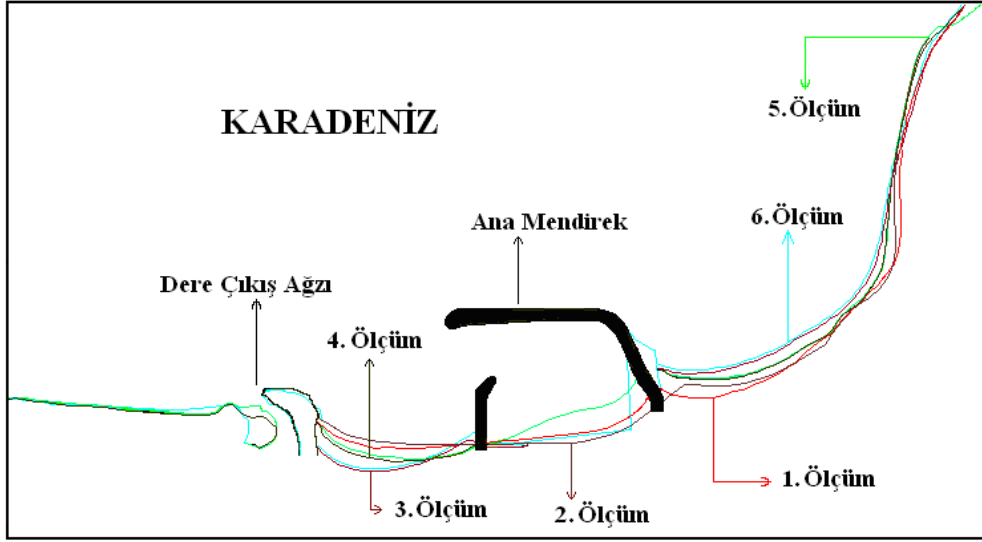 5.Ölçüm
KARADENİZ
6.Ölçüm
Ana Mendirek
Dere Çıkış Ağzı
4.Ölçüm
1.Ölçüm
3.Ölçüm
2.Ölçüm